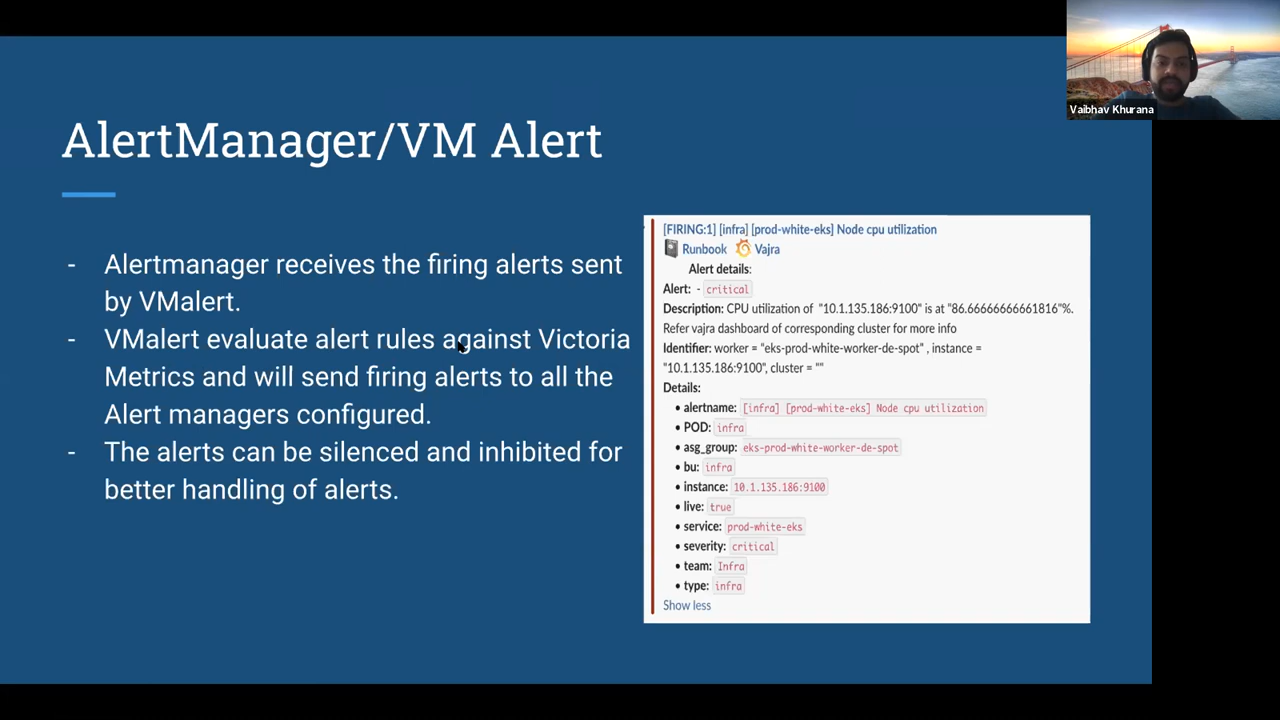 Vaibhav Khurana
AlertManager/VM Alert
- Alertmanager receives the firing alerts sent
by VMalert.
- VMalert evaluate alert rules against Victoria
Metrics and will send firing alerts to all the
Alert managers configured.
- The alerts can be silenced and inhibited for
better handling of alerts.
[FIRING:1] [infra] [prod-white-eks] Node cpu utilization
Runbook Vajra
Alert details:
Alert: - critical
Description: CPU utilization of "10.1.135.186:9100" is at "86.66666666661816"%.
Refer vajra dashboard of corresponding cluster for more info
Identifier: worker = "eks-prod-white-worker-de-spot" , instance =
"10.1.135.186:9100", cluster = ""
Details:
• alertname: [infra] [prod-white-eks] Node cpu utilization
• POD: infra
• asg_group: eks-prod-white-worker-de-spot
• bu: infra
• instance: 10.1.135.186:9100
• live: true
• service: prod-white-eks
• severity: critical
• team: Infra
• type: infra
Show less